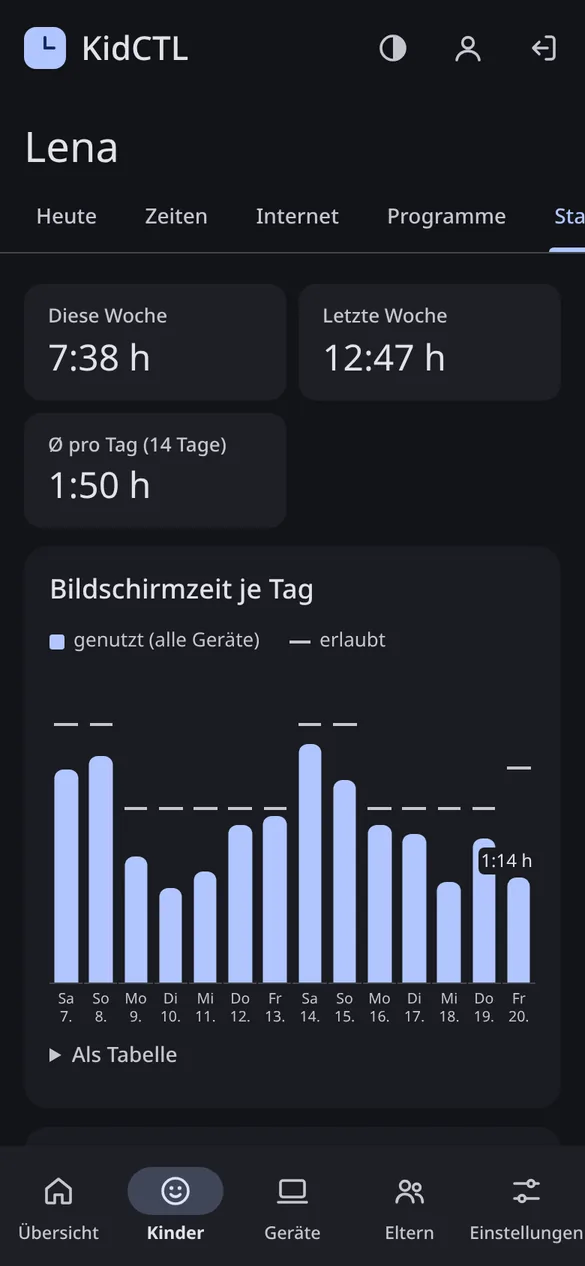 KidCTL
Lena
Heute Zeiten Internet Programme Sta
Diese Woche
7:38 h
Letzte Woche
12:47 h
Ø pro Tag (14 Tage)
1:50 h
Bildschirmzeit je Tag
genutzt (alle Geräte) erlaubt
1:14 h
Sa So Mo Di Mi Do Fr Sa So Mo Di Mi Do Fr
7. 8. 9. 10. 11. 12. 13. 14. 15. 16. 17. 18. 19. 20.
Als Tabelle
Übersicht Kinder Geräte Eltern Einstellungen